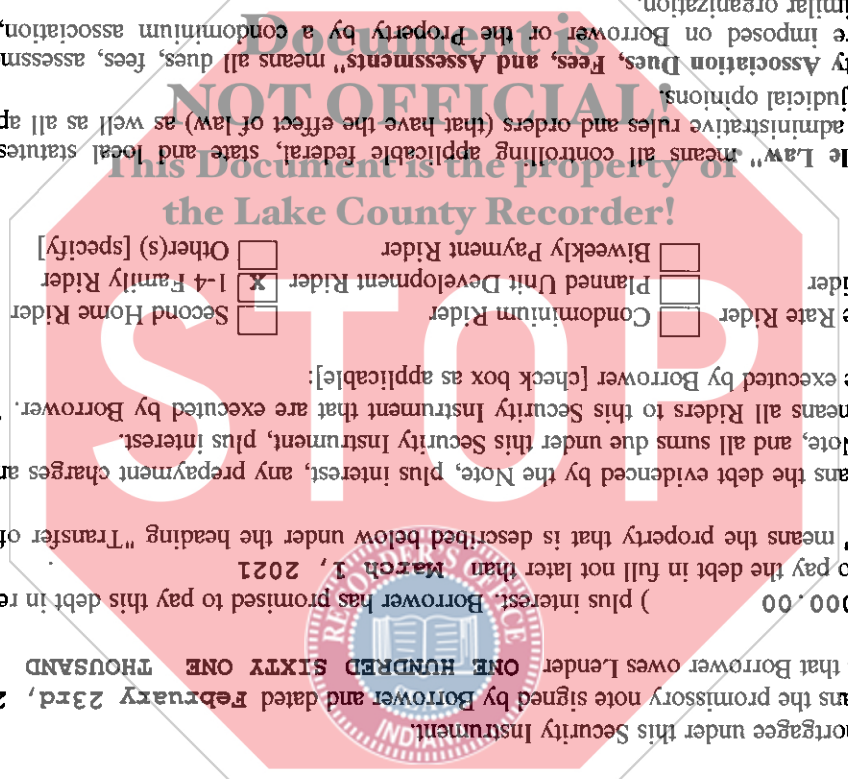 ortgagee under this Security Instrument.
ans the promissory note signed by Borrower and dated February 23rd, 2
that Borrower owes Lender ONE HUNDRED SIXTY ONE THOUSAND
000.00 ) plus interest. Borrower has promised to pay this debt in re
o pay the debt in full not later than March 1, 2021 .
" means the property that is described below under the heading "Transfer of
ans the debt evidenced by the Note, plus interest, any prepayment charges an
Note, and all sums due under this Security Instrument, plus interest.
means all Riders to this Security Instrument that are executed by Borrower.
e executed by Borrower [check box as applicable]:
e Rate Rider Condominium Rider Second Home Rider
ider Planned Unit Development Rider X 1-4 Family Rider
Biweekly Payment Rider Other(s) [specify]
le Law" means all controlling applicable federal, state and local statutes
administrative rules and orders (that have the effect of law) as well as all ap
judicial opinions.
ty Association Dues, Fees, and Assessments" means all dues, fees, assessm
re imposed on Borrower or the Property by a condominium association,
imilar organization.
Document is
NOT OFFICIAL!
This Document is the property of
the Lake County Recorder!
STOP
RECORDER'S OFFICE
INDIANA